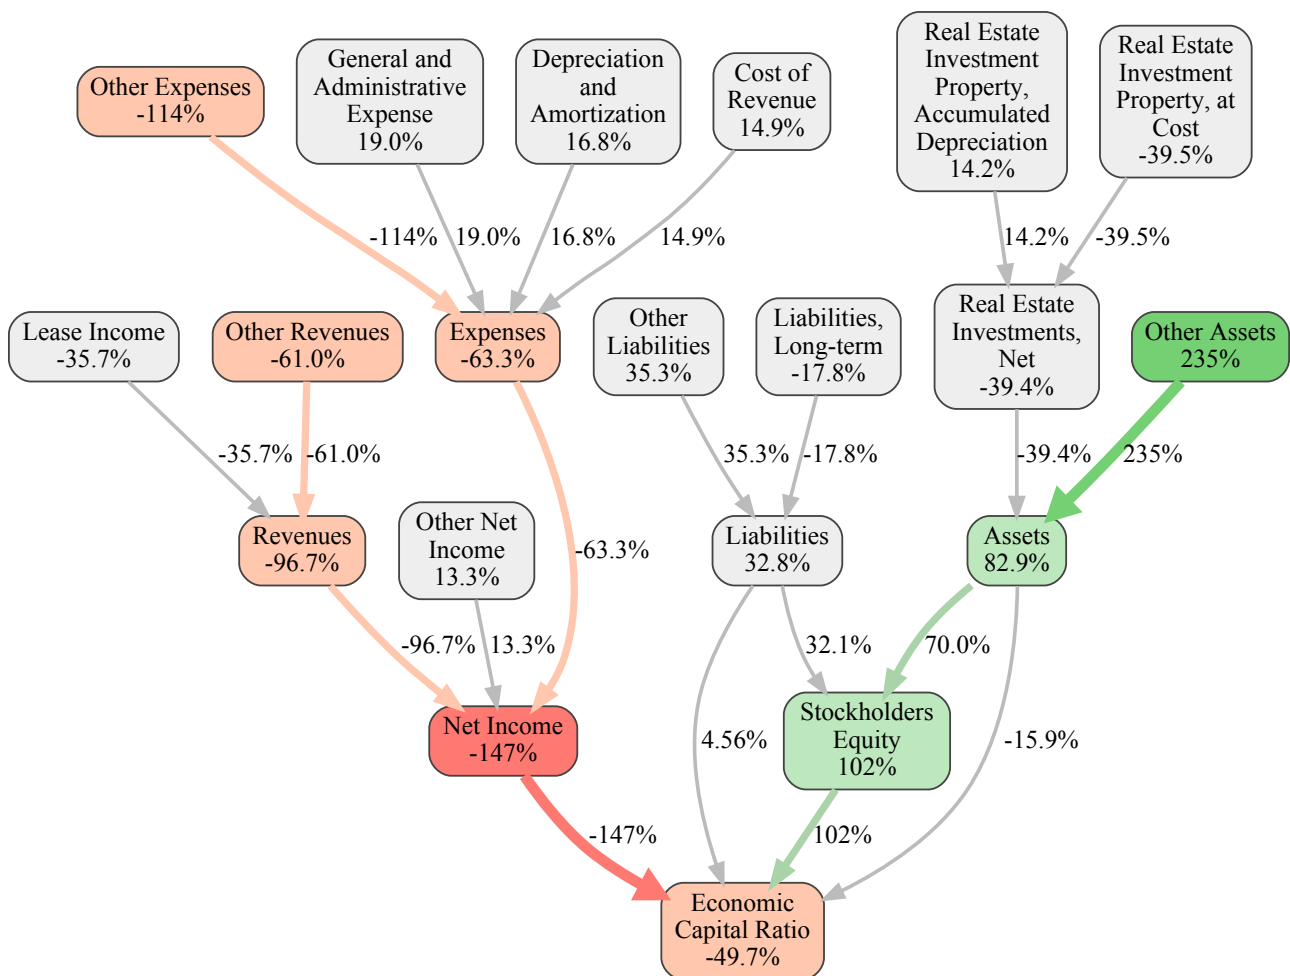 Other Expenses
-114%
General and
Administrative
Expense
19.0%
Depreciation
and
Amortization
16.8%
Cost of
Revenue
14.9%
Real Estate
Investment
Property,
Accumulated
Depreciation
14.2%
Real Estate
Investment
Property, at
Cost
-39.5%
-114%
19.0%
16.8%
14.9%
14.2%
-39.5%
Lease Income
-35.7%
Other Revenues
-61.0%
Expenses
-63.3%
Other
Liabilities
35.3%
Liabilities,
Long-term
-17.8%
Real Estate
Investments,
Net
-39.4%
Other Assets
235%
-35.7%
-61.0%
35.3%
-17.8%
-39.4%
235%
Revenues
-96.7%
Other Net
Income
13.3%
-63.3%
Liabilities
32.8%
Assets
82.9%
-96.7%
13.3%
32.1%
70.0%
Net Income
-147%
4.56%
Stockholders
Equity
102%
-15.9%
-147%
102%
Economic
Capital Ratio
-49.7%